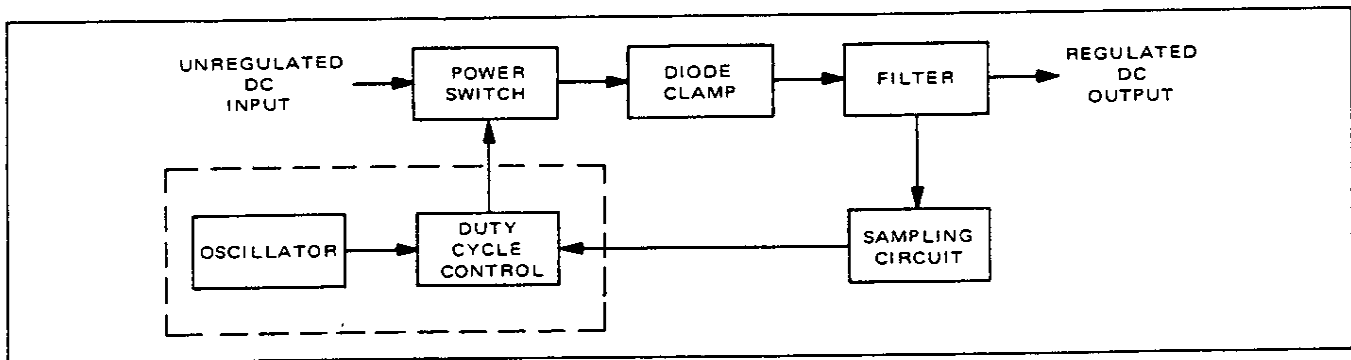 UNREGULATED
DC
INPUT
POWER
SWITCH
DIODE
CLAMP
FILTER
REGULATED
DC
OUTPUT
OSCILLATOR
DUTY
CYCLE
CONTROL
SAMPLING
CIRCUIT